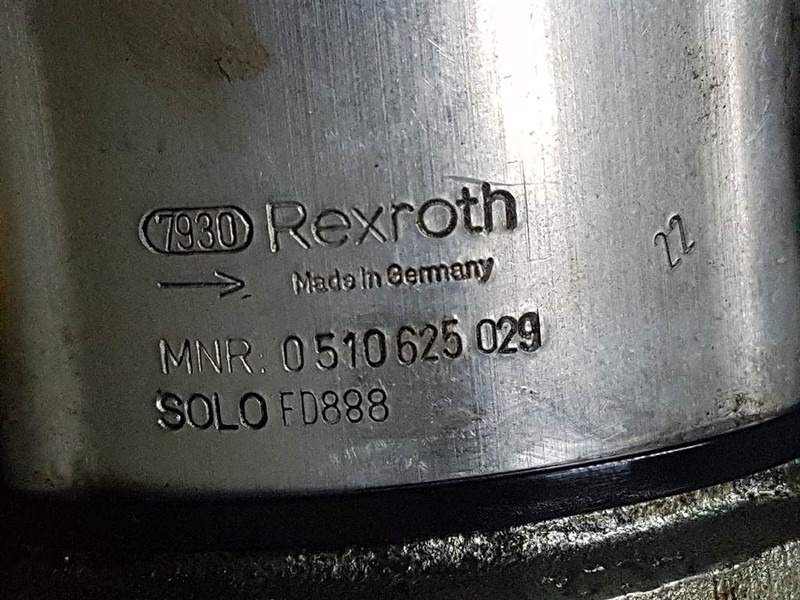 7930 Rexroth
Made in Germany
MNR: 0 510 625 029
SOLO FD888
22